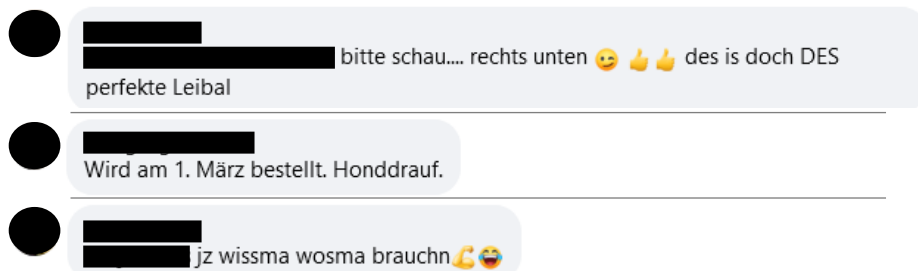 bitte schau.... rechts unten 😉 👍👍 des is doch DES
perfekte Leibal
Wird am 1. März bestellt. Honddrauf.
jz wissma wosma brauchn💪😂